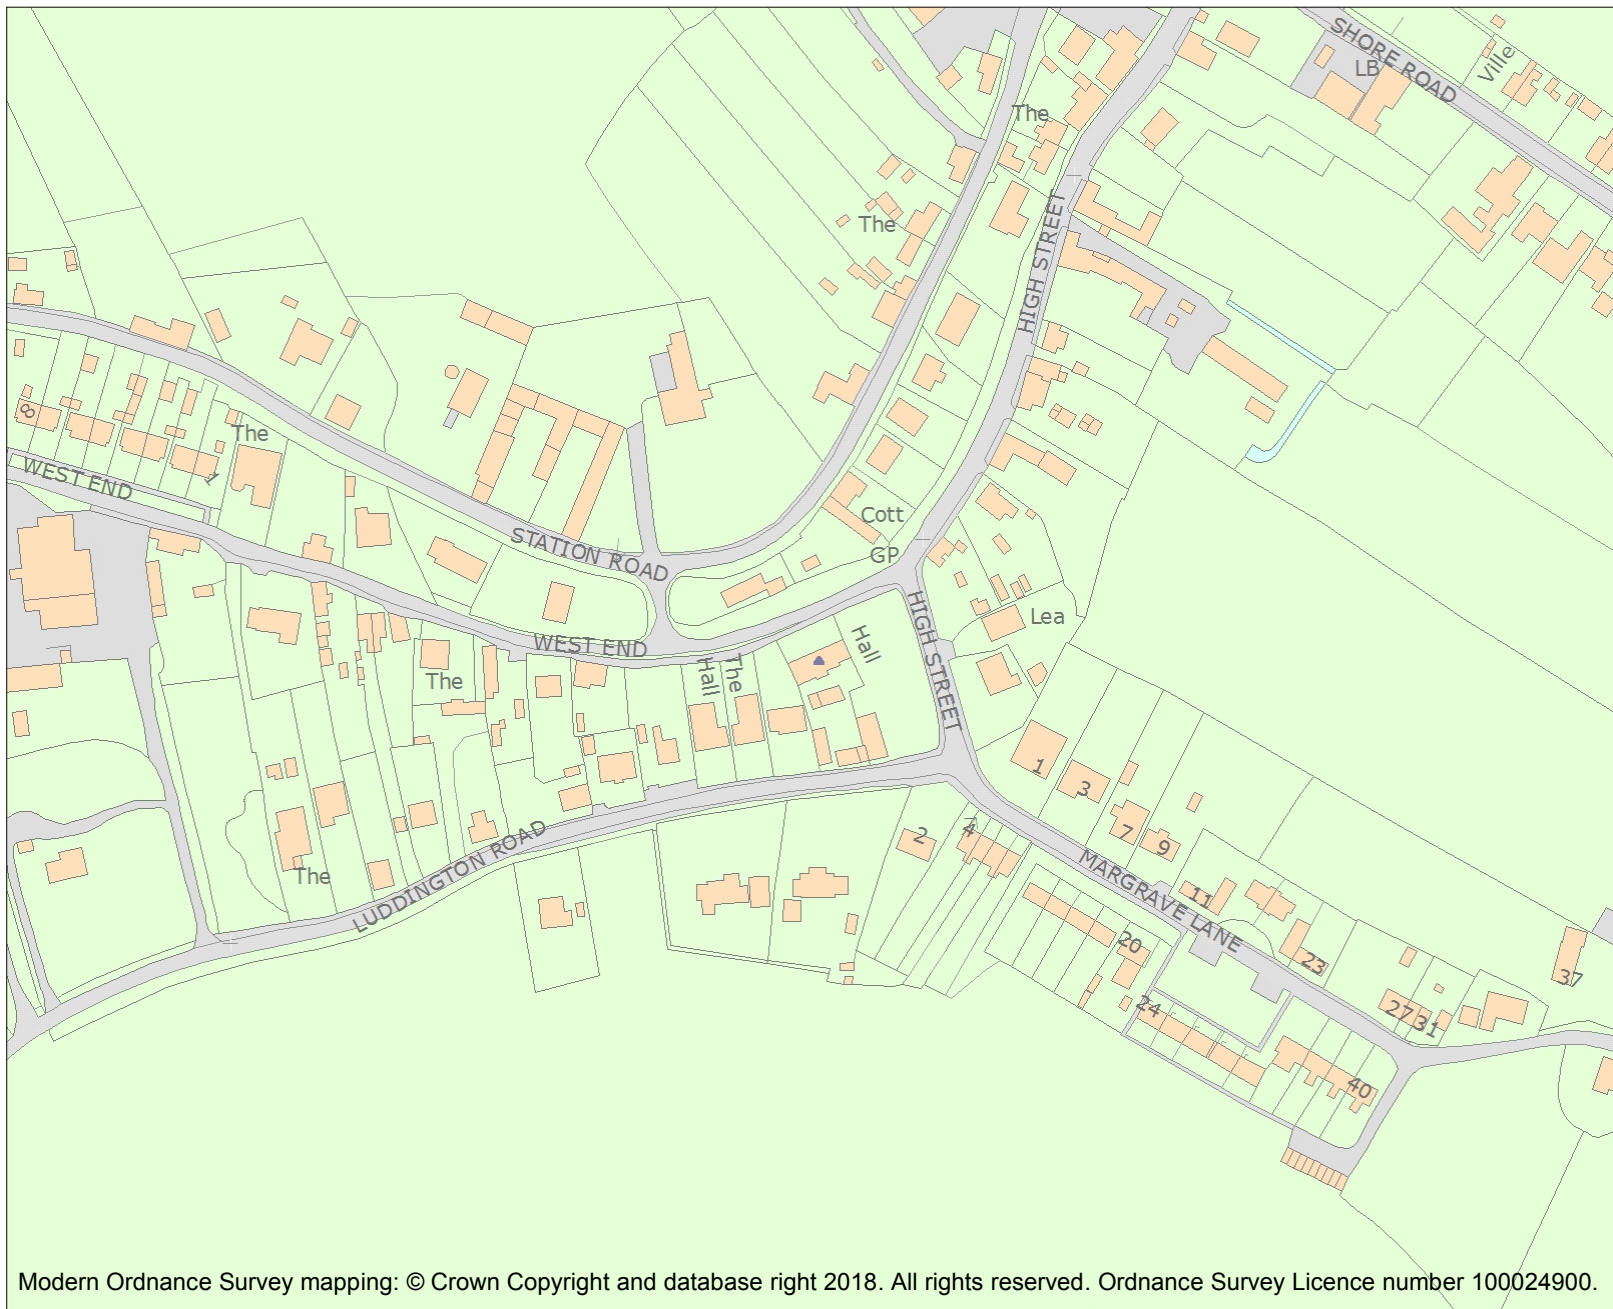 SHORE ROAD
LB
Ville
The
The
HIGH STREET
8
The
1
WEST END
STATION ROAD
Cott
GP
HIGH STREET
Lea
WEST END
Hall
The
Hall
The
1
3
7
9
2
4
The
LUDDINGTON ROAD
MARGRAVE LANE
11
20
23
37
24
27
31
40
Modern Ordnance Survey mapping: © Crown Copyright and database right 2018. All rights reserved. Ordnance Survey Licence number 100024900.